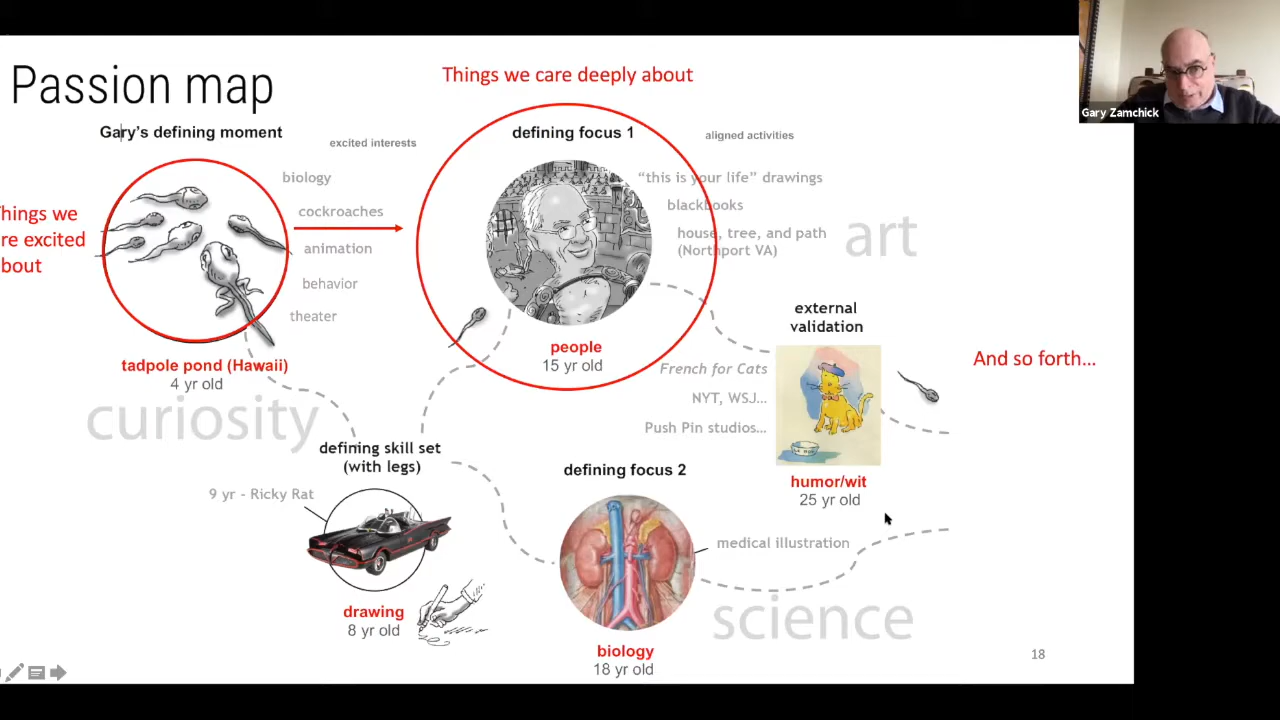 Passion map
Things we care deeply about
Gary Zamchick
Gary's defining moment
excited interests
defining focus 1
aligned activities
biology
cockroaches
animation
behavior
theater
"this is your life" drawings
blackbooks
house, tree, and path
(Northport VA)
art
hings we
re excited
bout
tadpole pond (Hawaii)
4 yr old
people
15 yr old
external
validation
And so forth...
French for Cats
NYT, WSJ...
Push Pin studios...
curiosity
defining skill set
(with legs)
9 yr - Ricky Rat
defining focus 2
humor/wit
25 yr old
medical illustration
drawing
8 yr old
biology
18 yr old
science
18